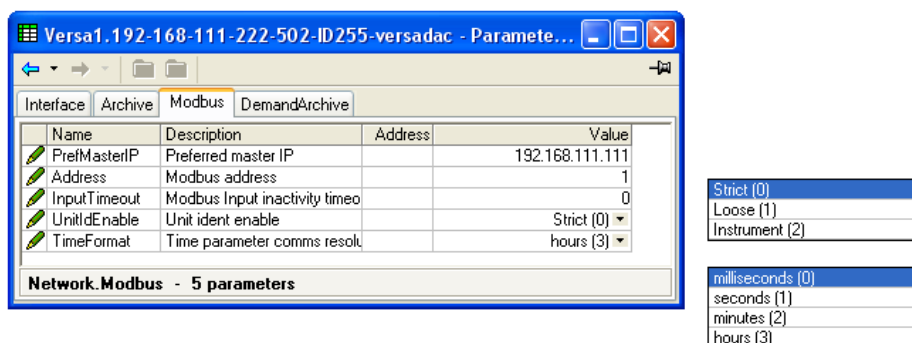 Versa1.192-168-111-222-502-ID255-versadac - Paramete...
Interface Archive Modbus DemandArchive
Name Description Address Value
PrefMasterIP Preferred master IP 192.168.111.111
Address Modbus address 1
InputTimeout Modbus Input inactivity timeo 0
UnitIdEnable Unit ident enable Strict (0)
TimeFormat Time parameter comms resolu hours (3)
Network.Modbus - 5 parameters
Strict (0)
Loose (1)
Instrument (2)
milliseconds (0)
seconds (1)
minutes (2)
hours (3)